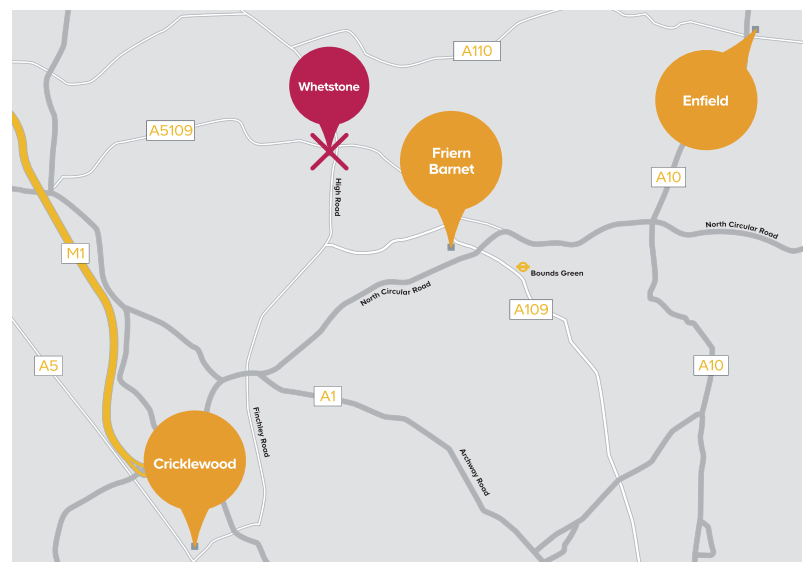 A110
Whetstone
Enfield
A5109
Friern
Barnet
A10
High Road
North Circular Road
M1
Bounds Green
North Circular Road
A109
A5
A10
A1
Finchley Road
Cricklewood
Archway Road